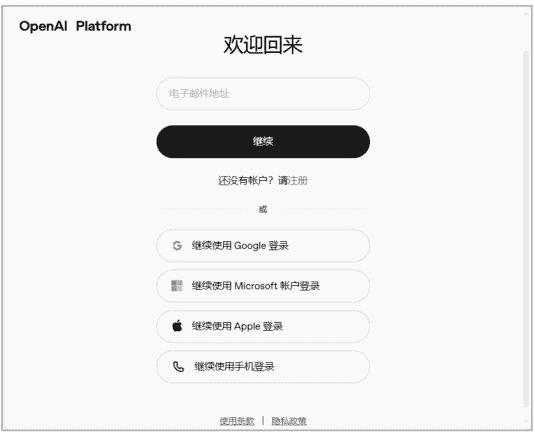 OpenAI Platform
欢迎回来
电子邮件地址
继续
还没有帐户？请注册
或
继续使用 Google 登录
继续使用 Microsoft 帐户登录
继续使用 Apple 登录
继续使用手机登录
使用条款 | 隐私政策